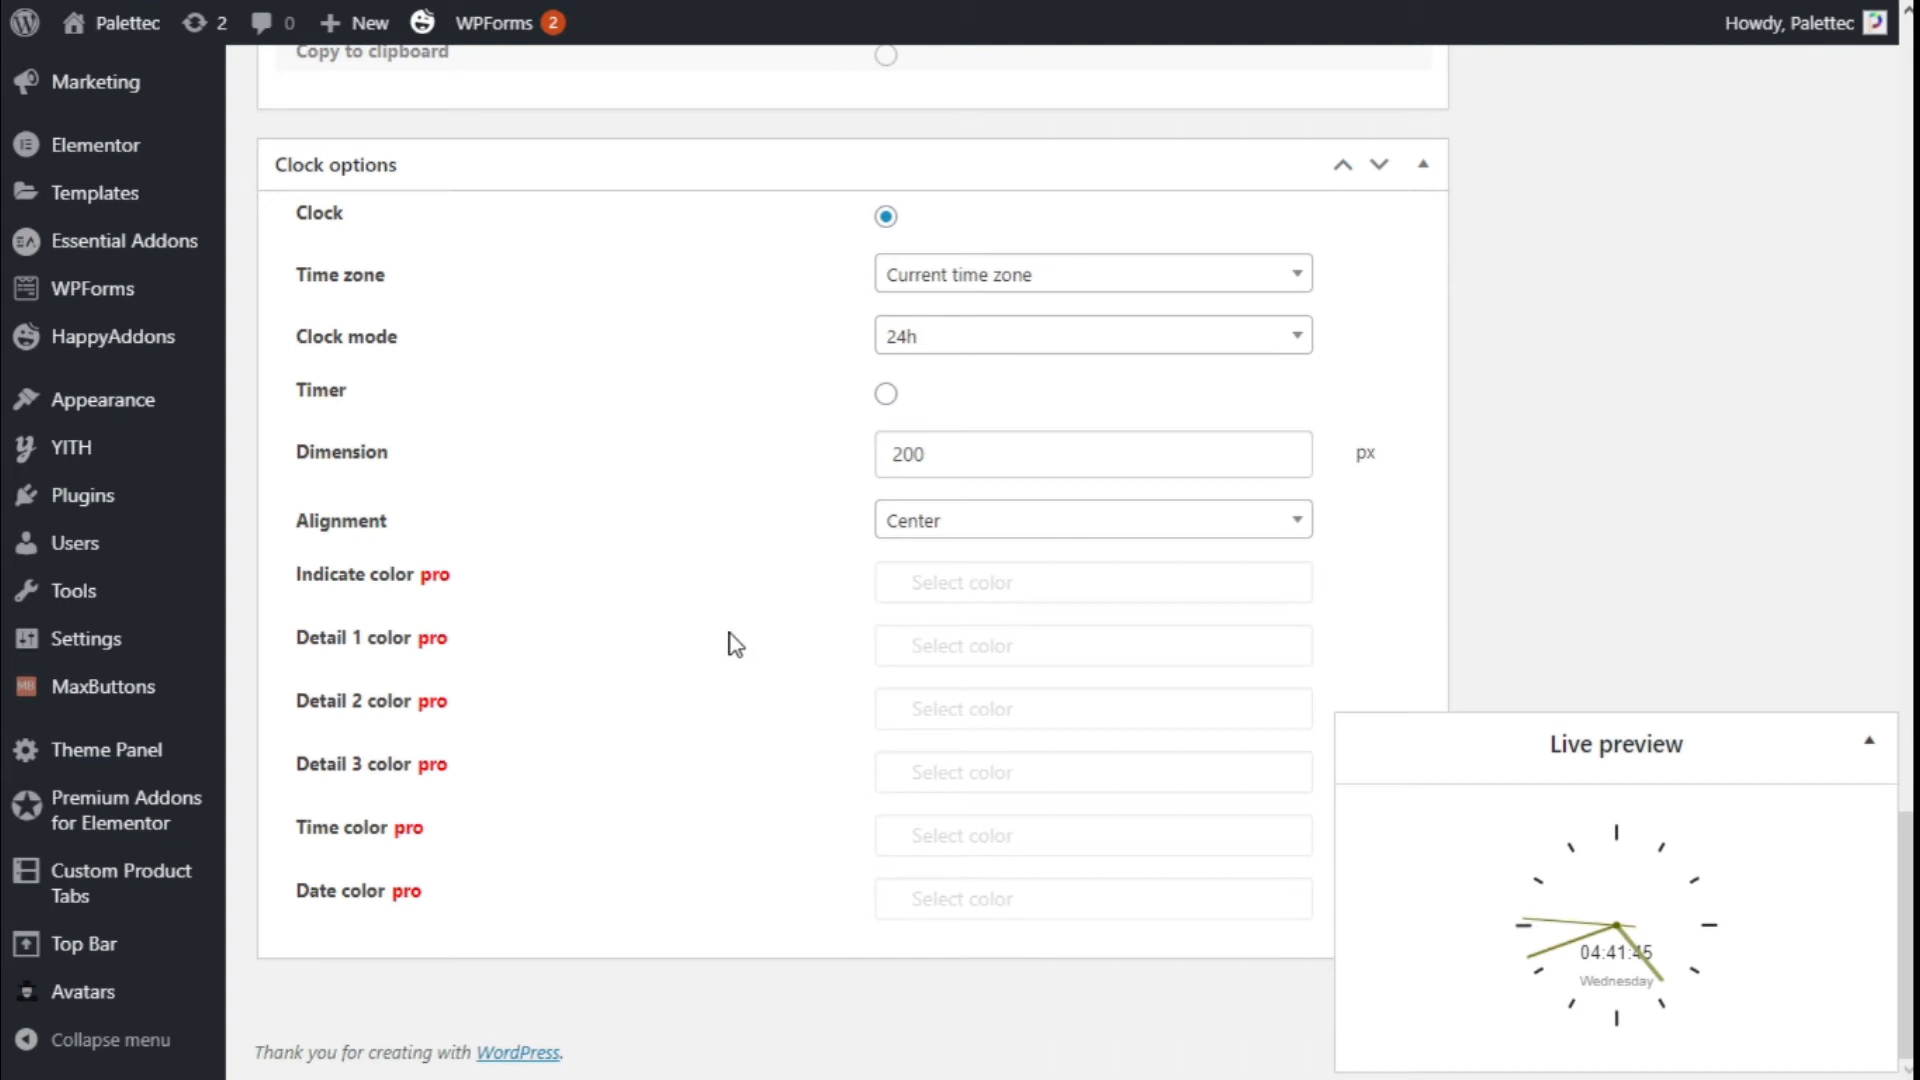 Palettec
2
0
New
WPForms 2
Howdy, Palettec
Marketing
Elementor
Templates
Essential Addons
WPForms
HappyAddons
Appearance
YITH
Plugins
Users
Tools
Settings
MB
MaxButtons
Theme Panel
Premium Addons
for Elementor
Custom Product
Tabs
Top Bar
Avatars
Collapse menu
Copy to clipboard
Clock options
Clock
Time zone
Current time zone
Clock mode
24h
Timer
Dimension
200
px
Alignment
Center
Indicate color pro
Select color
Detail 1 color pro
Select color
Detail 2 color pro
Select color
Detail 3 color pro
Select color
Time color pro
Select color
Date color pro
Select color
Live preview
04:41:45
Wednesday
Thank you for creating with WordPress.